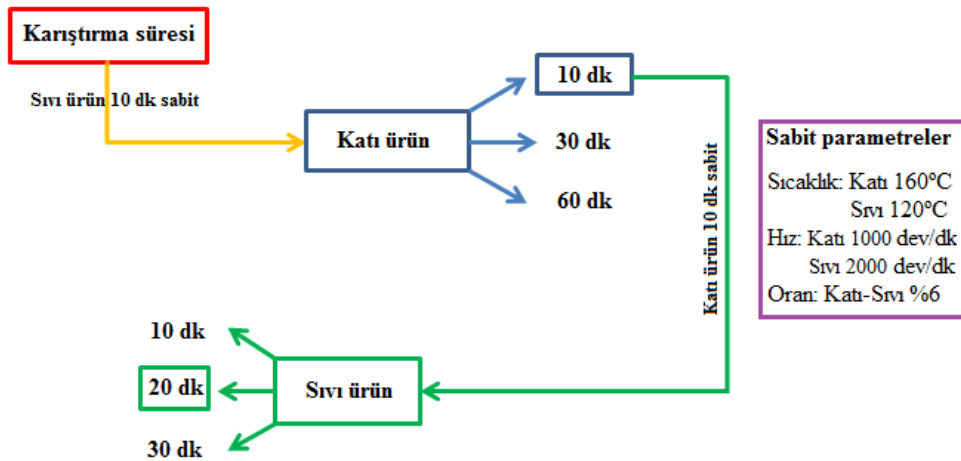 Karıştırma süresi
Sıvı ürün 10 dk sabit
Katı ürün
10 dk
30 dk
60 dk
Katı ürün 10 dk sabit
Sabit parametreler
Sıcaklık: Katı 160°C
Sıvı 120°C
Hız: Katı 1000 dev/dk
Sıvı 2000 dev/dk
Oran: Katı-Sıvı %6
Sıvı ürün
10 dk
20 dk
30 dk